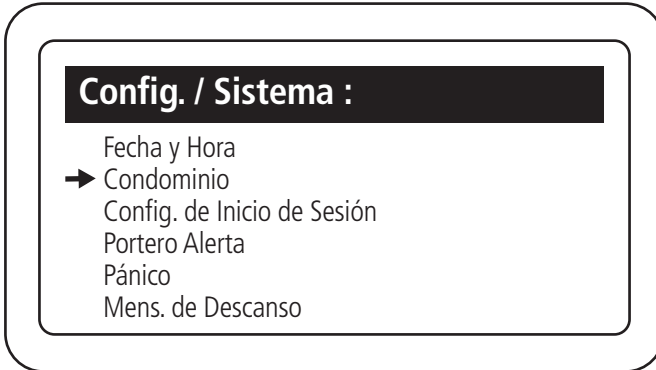 Config. / Sistema :
Fecha y Hora
Condominio
Config. de Inicio de Sesión
Portero Alerta
Pánico
Mens. de Descanso